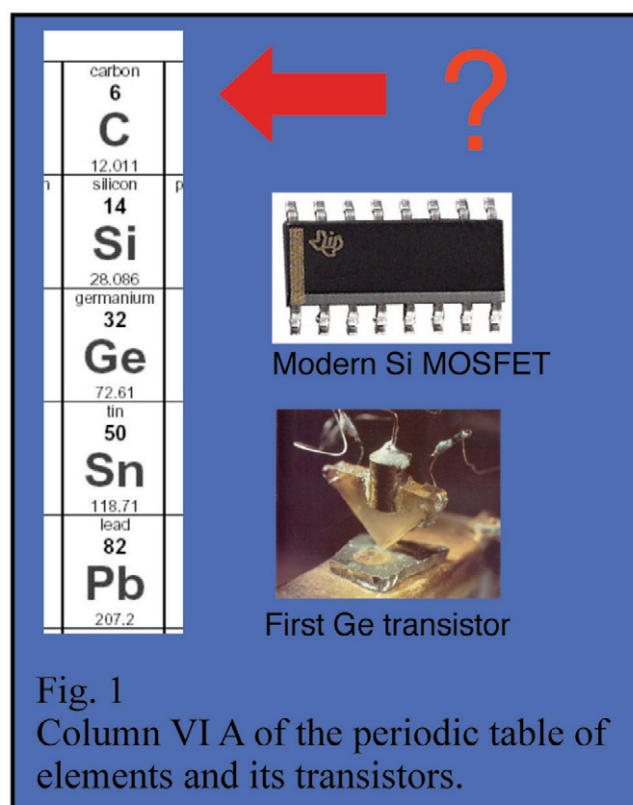 carbon
6
C
12.011
silicon
14
Si
28.086
germanium
32
Ge
72.61
tin
50
Sn
118.71
lead
82
Pb
207.2
?
Modern Si MOSFET
First Ge transistor
Fig. 1
Column VI A of the periodic table of
elements and its transistors.